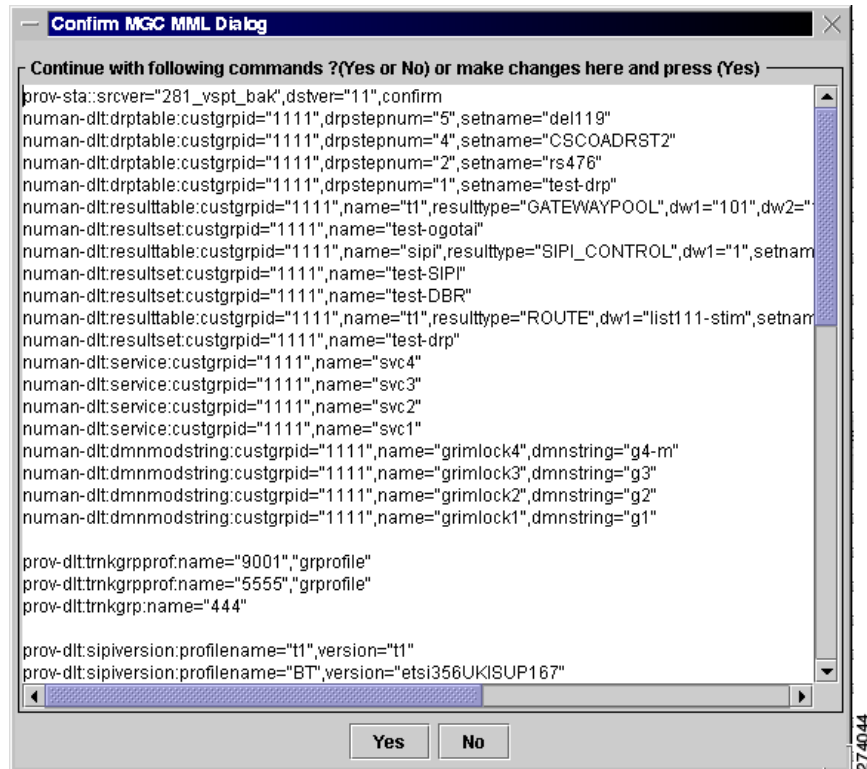 Confirm MGC MML Dialog
Continue with following commands ?(Yes or No) or make changes here and press (Yes)
prov-sta::srcver="281_vspt_bak",dstver="11",confirm
numan-dlt:drptable:custgrpid="1111",drpstepnum="5",setname="del119"
numan-dlt:drptable:custgrpid="1111",drpstepnum="4",setname="CSCOADRST2"
numan-dlt:drptable:custgrpid="1111",drpstepnum="2",setname="rs476"
numan-dlt:drptable:custgrpid="1111",drpstepnum="1",setname="test-drp"
numan-dlt:resulttable:custgrpid="1111",name="t1",resulttype="GATEWAYPOOL",dw1="101",dw2="
numan-dlt:resultset:custgrpid="1111",name="test-ogotai"
numan-dlt:resulttable:custgrpid="1111",name="sipi",resulttype="SIPI_CONTROL",dw1="1",setnam
numan-dlt:resultset:custgrpid="1111",name="test-SIPI"
numan-dlt:resultset:custgrpid="1111",name="test-DBR"
numan-dlt:resulttable:custgrpid="1111",name="t1",resulttype="ROUTE",dw1="list111-stim",setnam
numan-dlt:resultset:custgrpid="1111",name="test-drp"
numan-dlt:service:custgrpid="1111",name="svc4"
numan-dlt:service:custgrpid="1111",name="svc3"
numan-dlt:service:custgrpid="1111",name="svc2"
numan-dlt:service:custgrpid="1111",name="svc1"
numan-dlt:dmnmodstring:custgrpid="1111",name="grimlock4",dmnstring="g4-m"
numan-dlt:dmnmodstring:custgrpid="1111",name="grimlock3",dmnstring="g3"
numan-dlt:dmnmodstring:custgrpid="1111",name="grimlock2",dmnstring="g2"
numan-dlt:dmnmodstring:custgrpid="1111",name="grimlock1",dmnstring="g1"
prov-dlt:trnkgrpprof:name="9001","grprofile"
prov-dlt:trnkgrpprof:name="5555","grprofile"
prov-dlt:trnkgrp:name="444"
prov-dlt:sipiversion:profilename="t1",version="t1"
prov-dlt:sipiversion:profilename="BT",version="etsi356UKISUP167"
Yes
No
274044